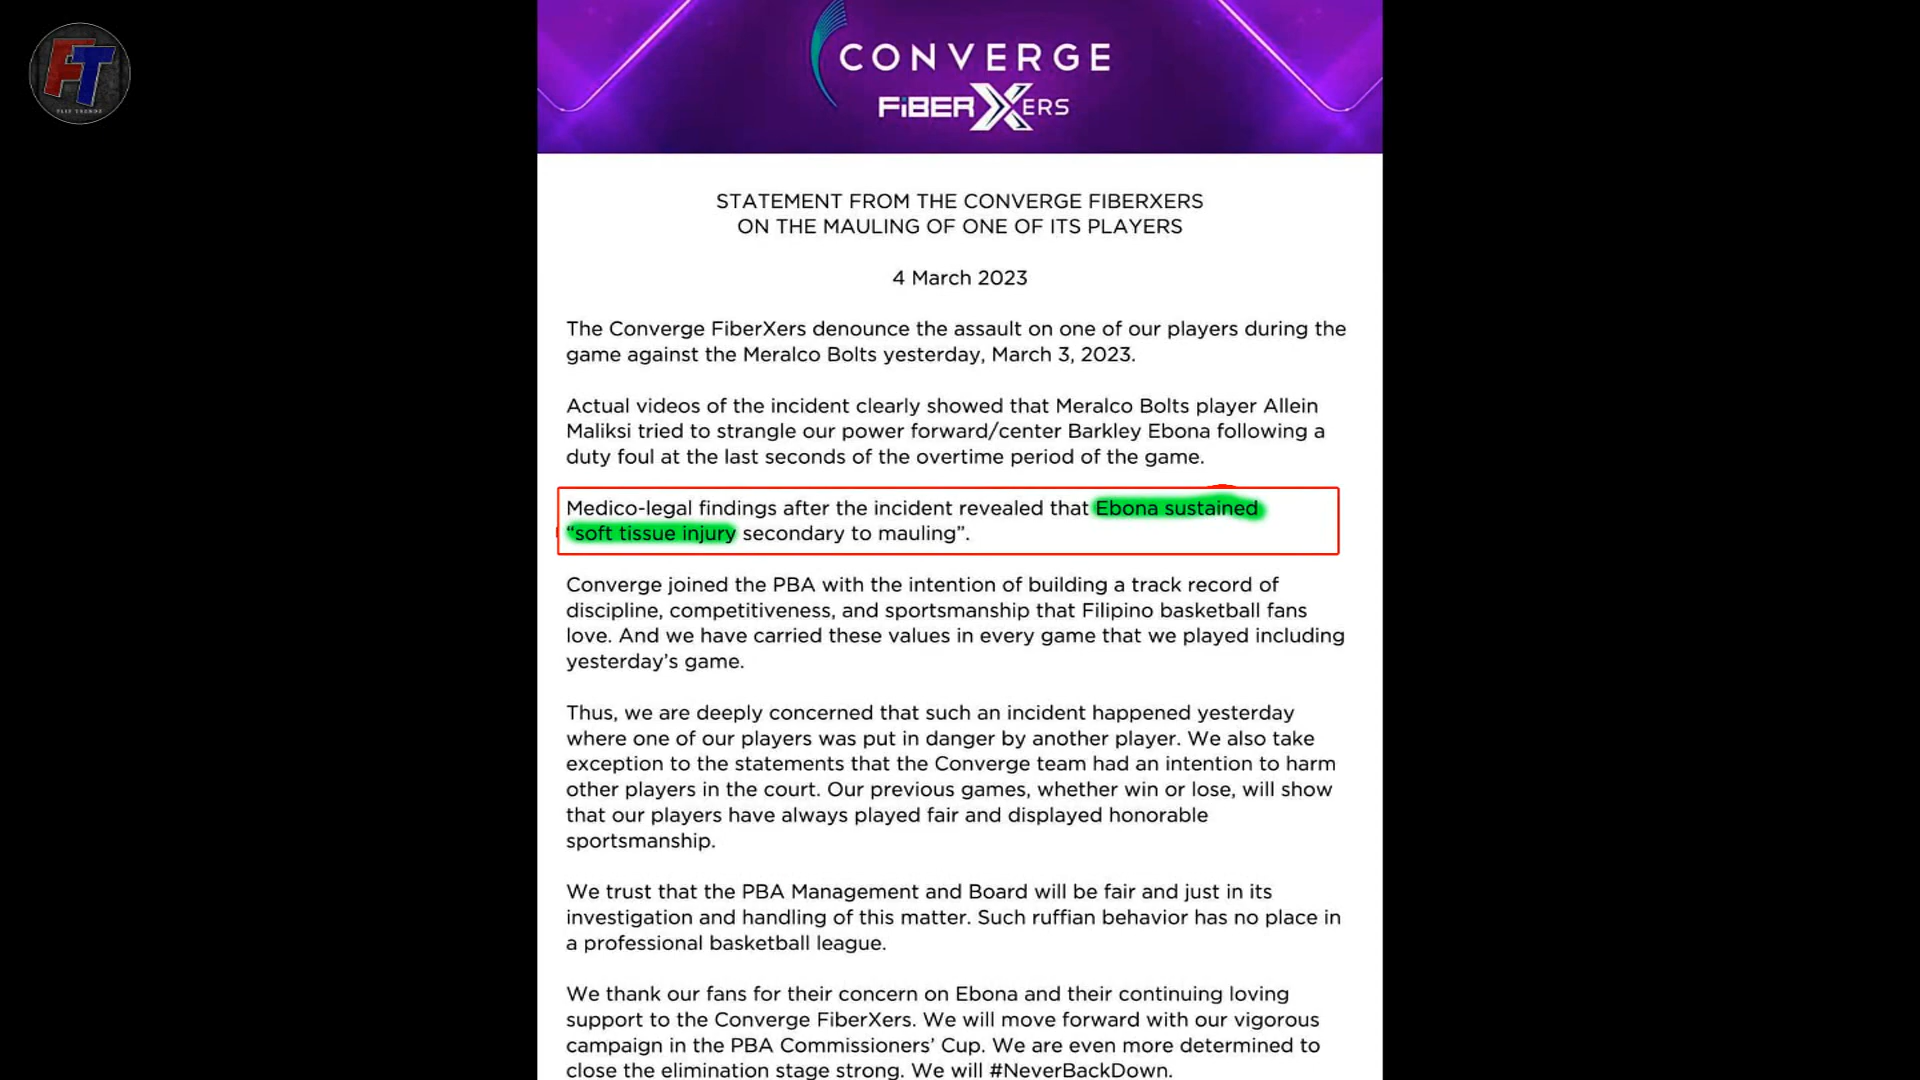 FT
FLIP TRENDS
CONVERGE
FiBER XERS
STATEMENT FROM THE CONVERGE FIBERXERS
ON THE MAULING OF ONE OF ITS PLAYERS
4 March 2023
The Converge FiberXers denounce the assault on one of our players during the
game against the Meralco Bolts yesterday, March 3, 2023.
Actual videos of the incident clearly showed that Meralco Bolts player Allein
Maliksi tried to strangle our power forward/center Barkley Ebona following a
duty foul at the last seconds of the overtime period of the game.
Medico-legal findings after the incident revealed that Ebona sustained
“soft tissue injury secondary to mauling”.
Converge joined the PBA with the intention of building a track record of
discipline, competitiveness, and sportsmanship that Filipino basketball fans
love. And we have carried these values in every game that we played including
yesterday’s game.
Thus, we are deeply concerned that such an incident happened yesterday
where one of our players was put in danger by another player. We also take
exception to the statements that the Converge team had an intention to harm
other players in the court. Our previous games, whether win or lose, will show
that our players have always played fair and displayed honorable
sportsmanship.
We trust that the PBA Management and Board will be fair and just in its
investigation and handling of this matter. Such ruffian behavior has no place in
a professional basketball league.
We thank our fans for their concern on Ebona and their continuing loving
support to the Converge FiberXers. We will move forward with our vigorous
campaign in the PBA Commissioners’ Cup. We are even more determined to
close the elimination stage strong. We will #NeverBackDown.